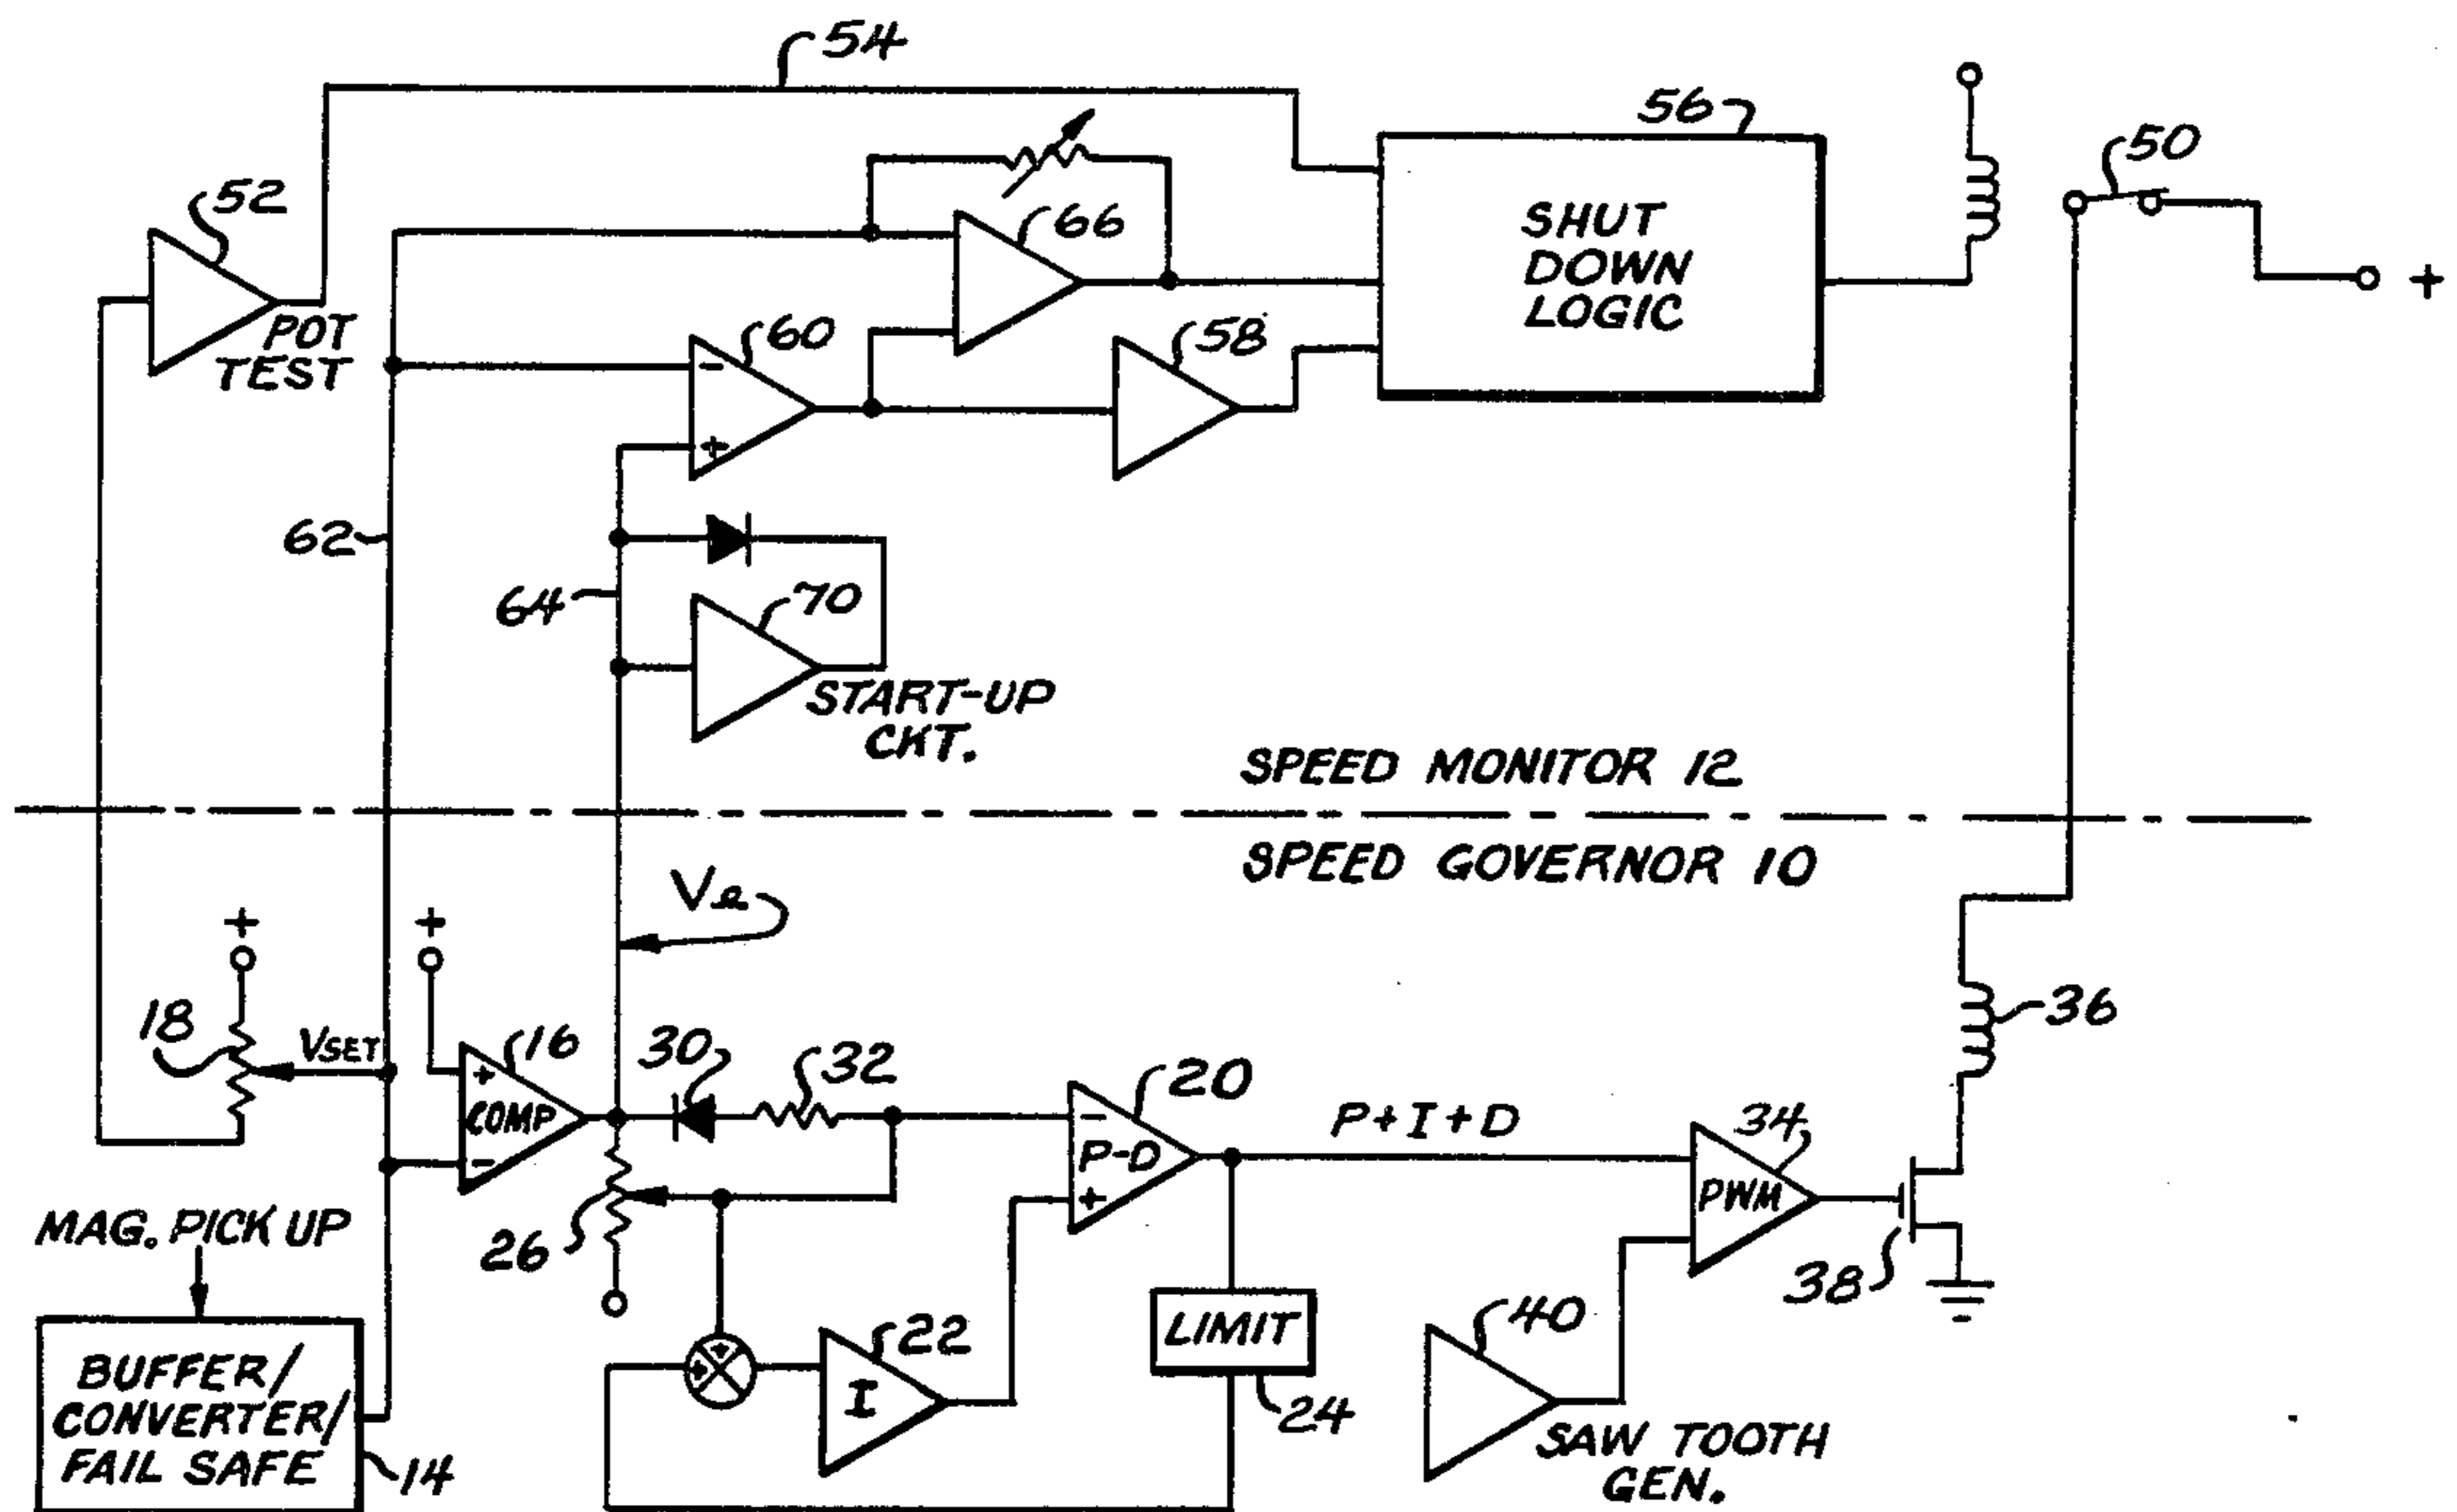 54
56
50
52
SHUT
DOWN
LOGIC
66
+
POT
TEST
60
58
-
+
62
64
70
START-UP
CKT.
SPEED MONITOR 12
SPEED GOVERNOR 10
Ve
+
+
18
VSET
16
+
COMP
-
30
32
20
-
P-D
+
P+I+D
34
PWM
36
38
MAG. PICK UP
26
BUFFER/
CONVERTER/
FAIL SAFE
14
+
+
22
I
LIMIT
24
40
SAW TOOTH
GEN.